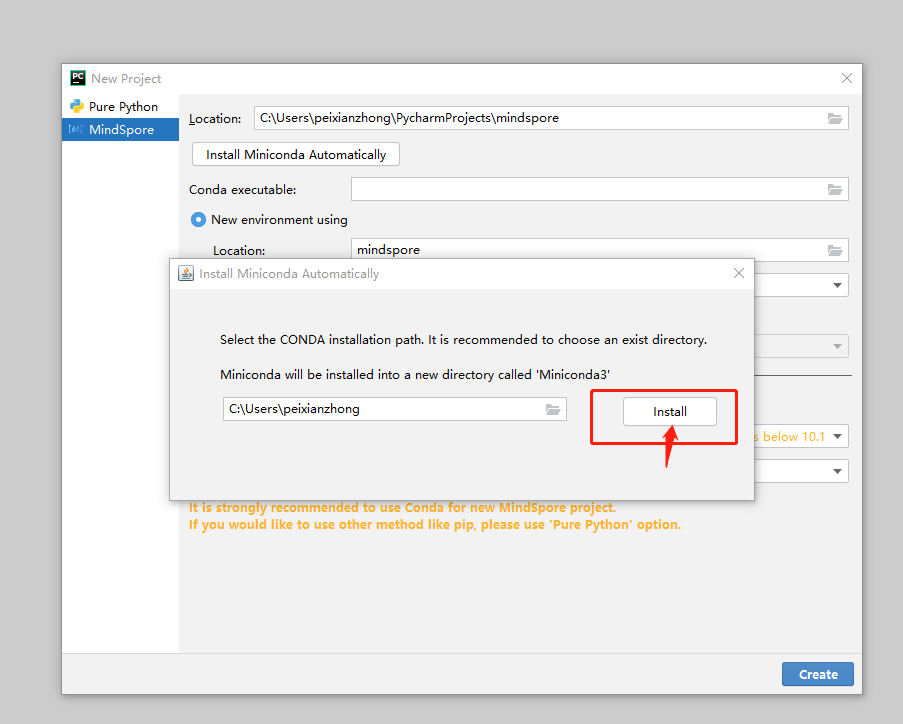 PC New Project
Pure Python
[M] MindSpore
Location: C:\Users\peixianzhong\PycharmProjects\mindspore
Install Miniconda Automatically
Conda executable:
New environment using
Location: mindspore
Install Miniconda Automatically
Select the CONDA installation path. It is recommended to choose an exist directory.
Miniconda will be installed into a new directory called 'Miniconda3'
C:\Users\peixianzhong Install
s below 10.1
It is strongly recommended to use Conda for new MindSpore project.
If you would like to use other method like pip, please use 'Pure Python' option.
Create